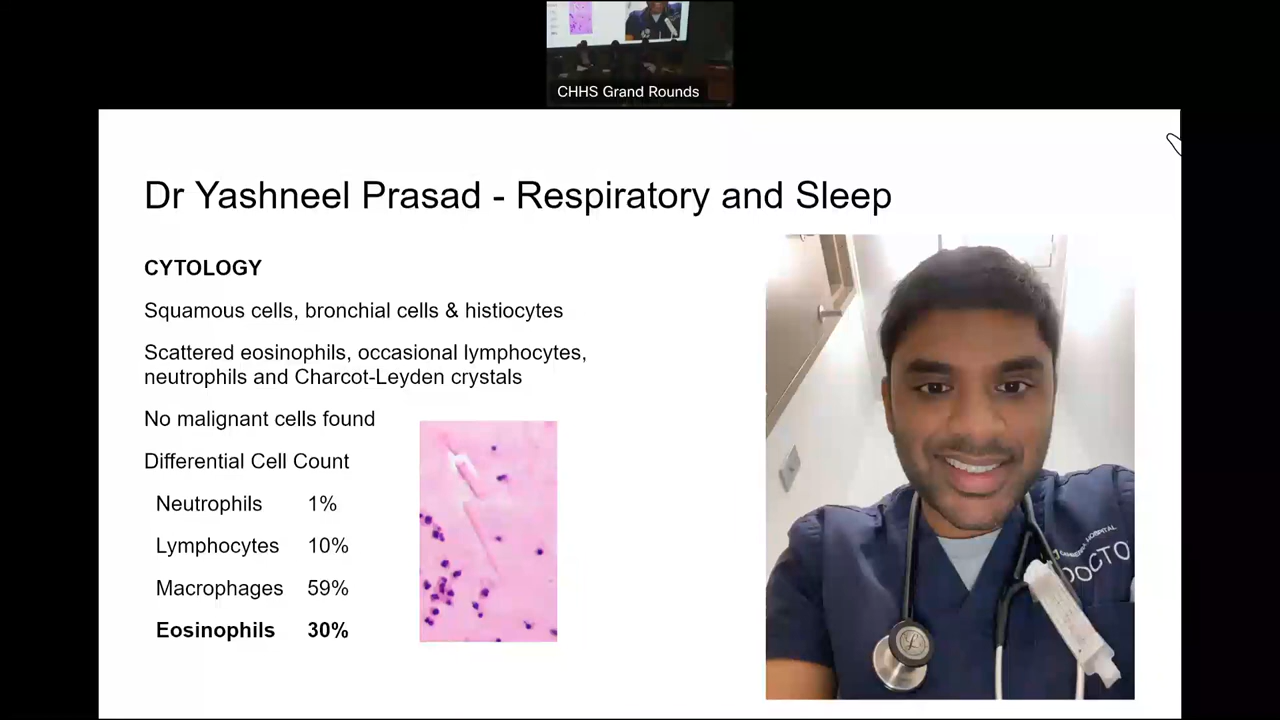 CHHS Grand Rounds
Dr Yashneel Prasad - Respiratory and Sleep
CYTOLOGY
Squamous cells, bronchial cells & histiocytes
Scattered eosinophils, occasional lymphocytes,
neutrophils and Charcot-Leyden crystals
No malignant cells found
Differential Cell Count
Neutrophils 1%
Lymphocytes 10%
Macrophages 59%
Eosinophils 30%
HOSPITAL
DOCTO